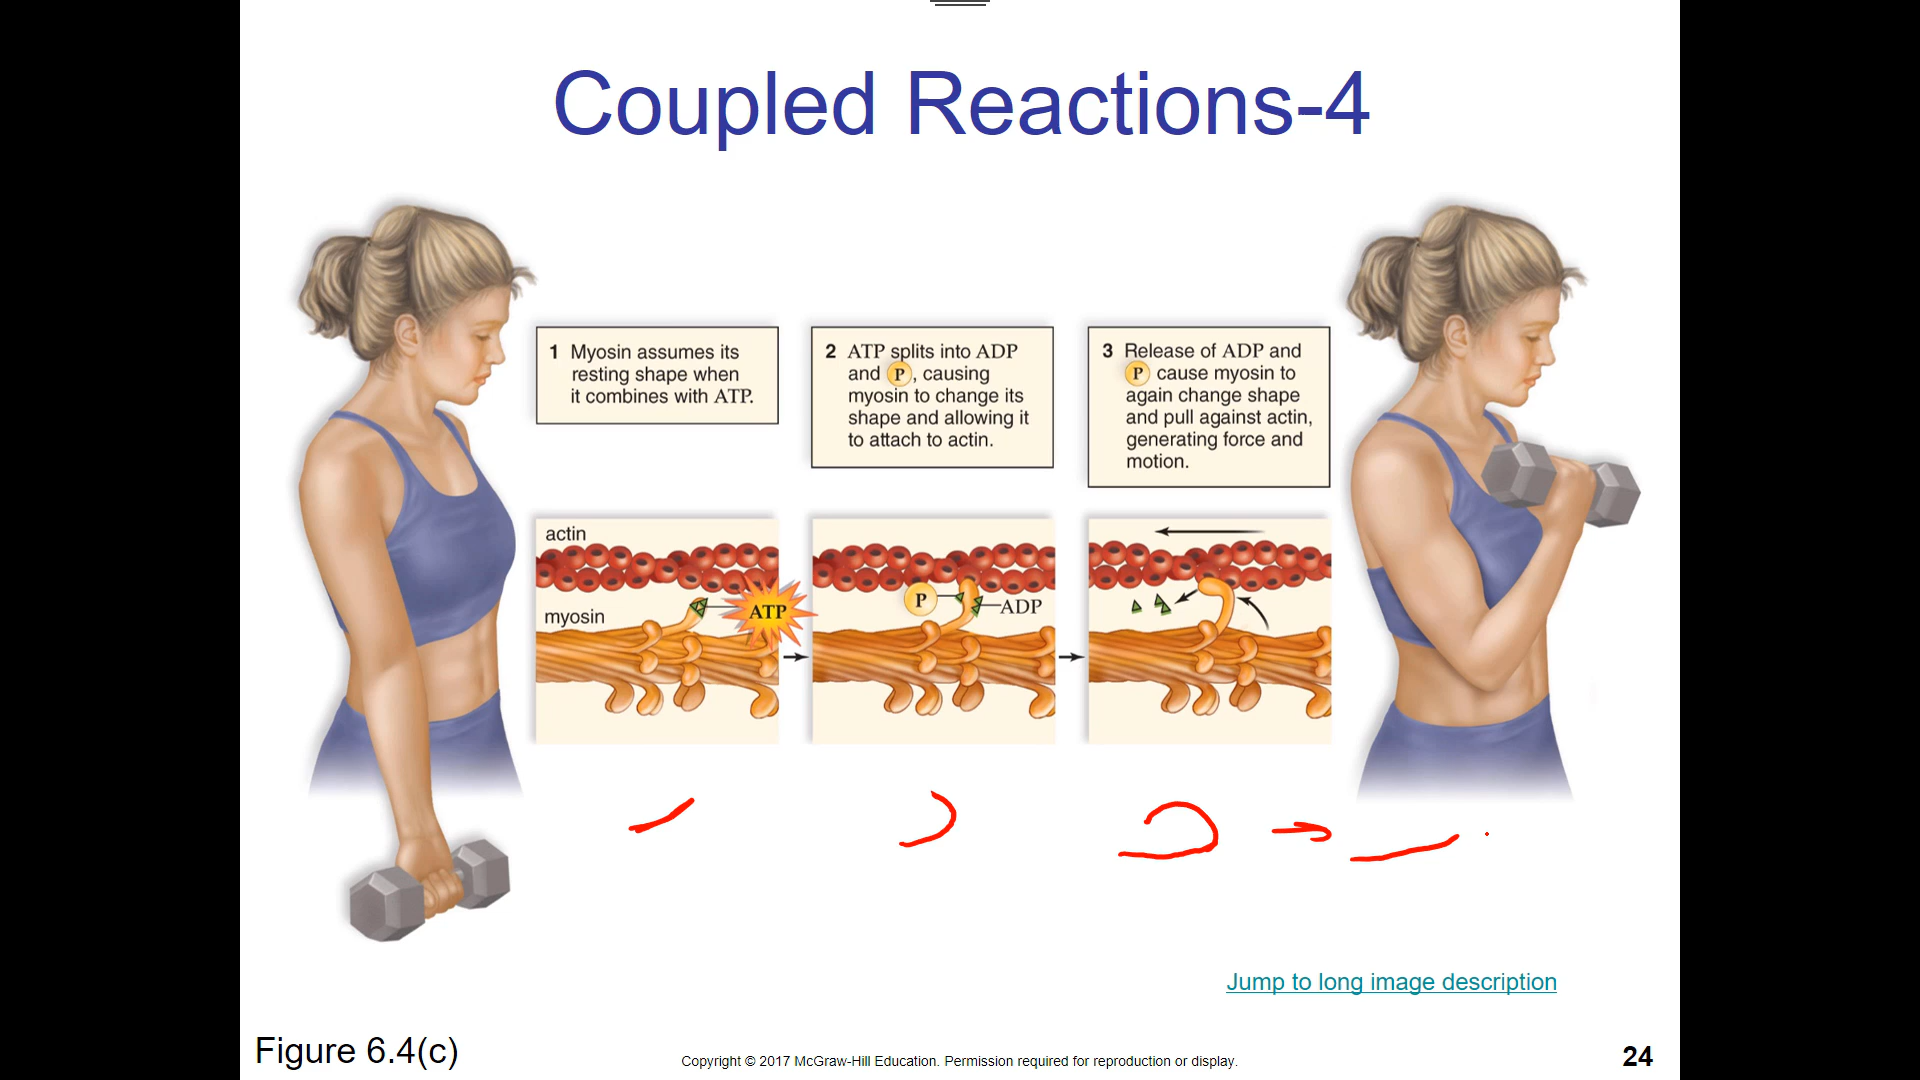 Coupled Reactions-4
1 Myosin assumes its
resting shape when
it combines with ATP.
2 ATP splits into ADP
and P, causing
myosin to change its
shape and allowing it
to attach to actin.
3 Release of ADP and
P cause myosin to
again change shape
and pull against actin,
generating force and
motion.
actin
myosin
ATP
P
ADP
Jump to long image description
Figure 6.4(c)
Copyright © 2017 McGraw-Hill Education. Permission required for reproduction or display.
24